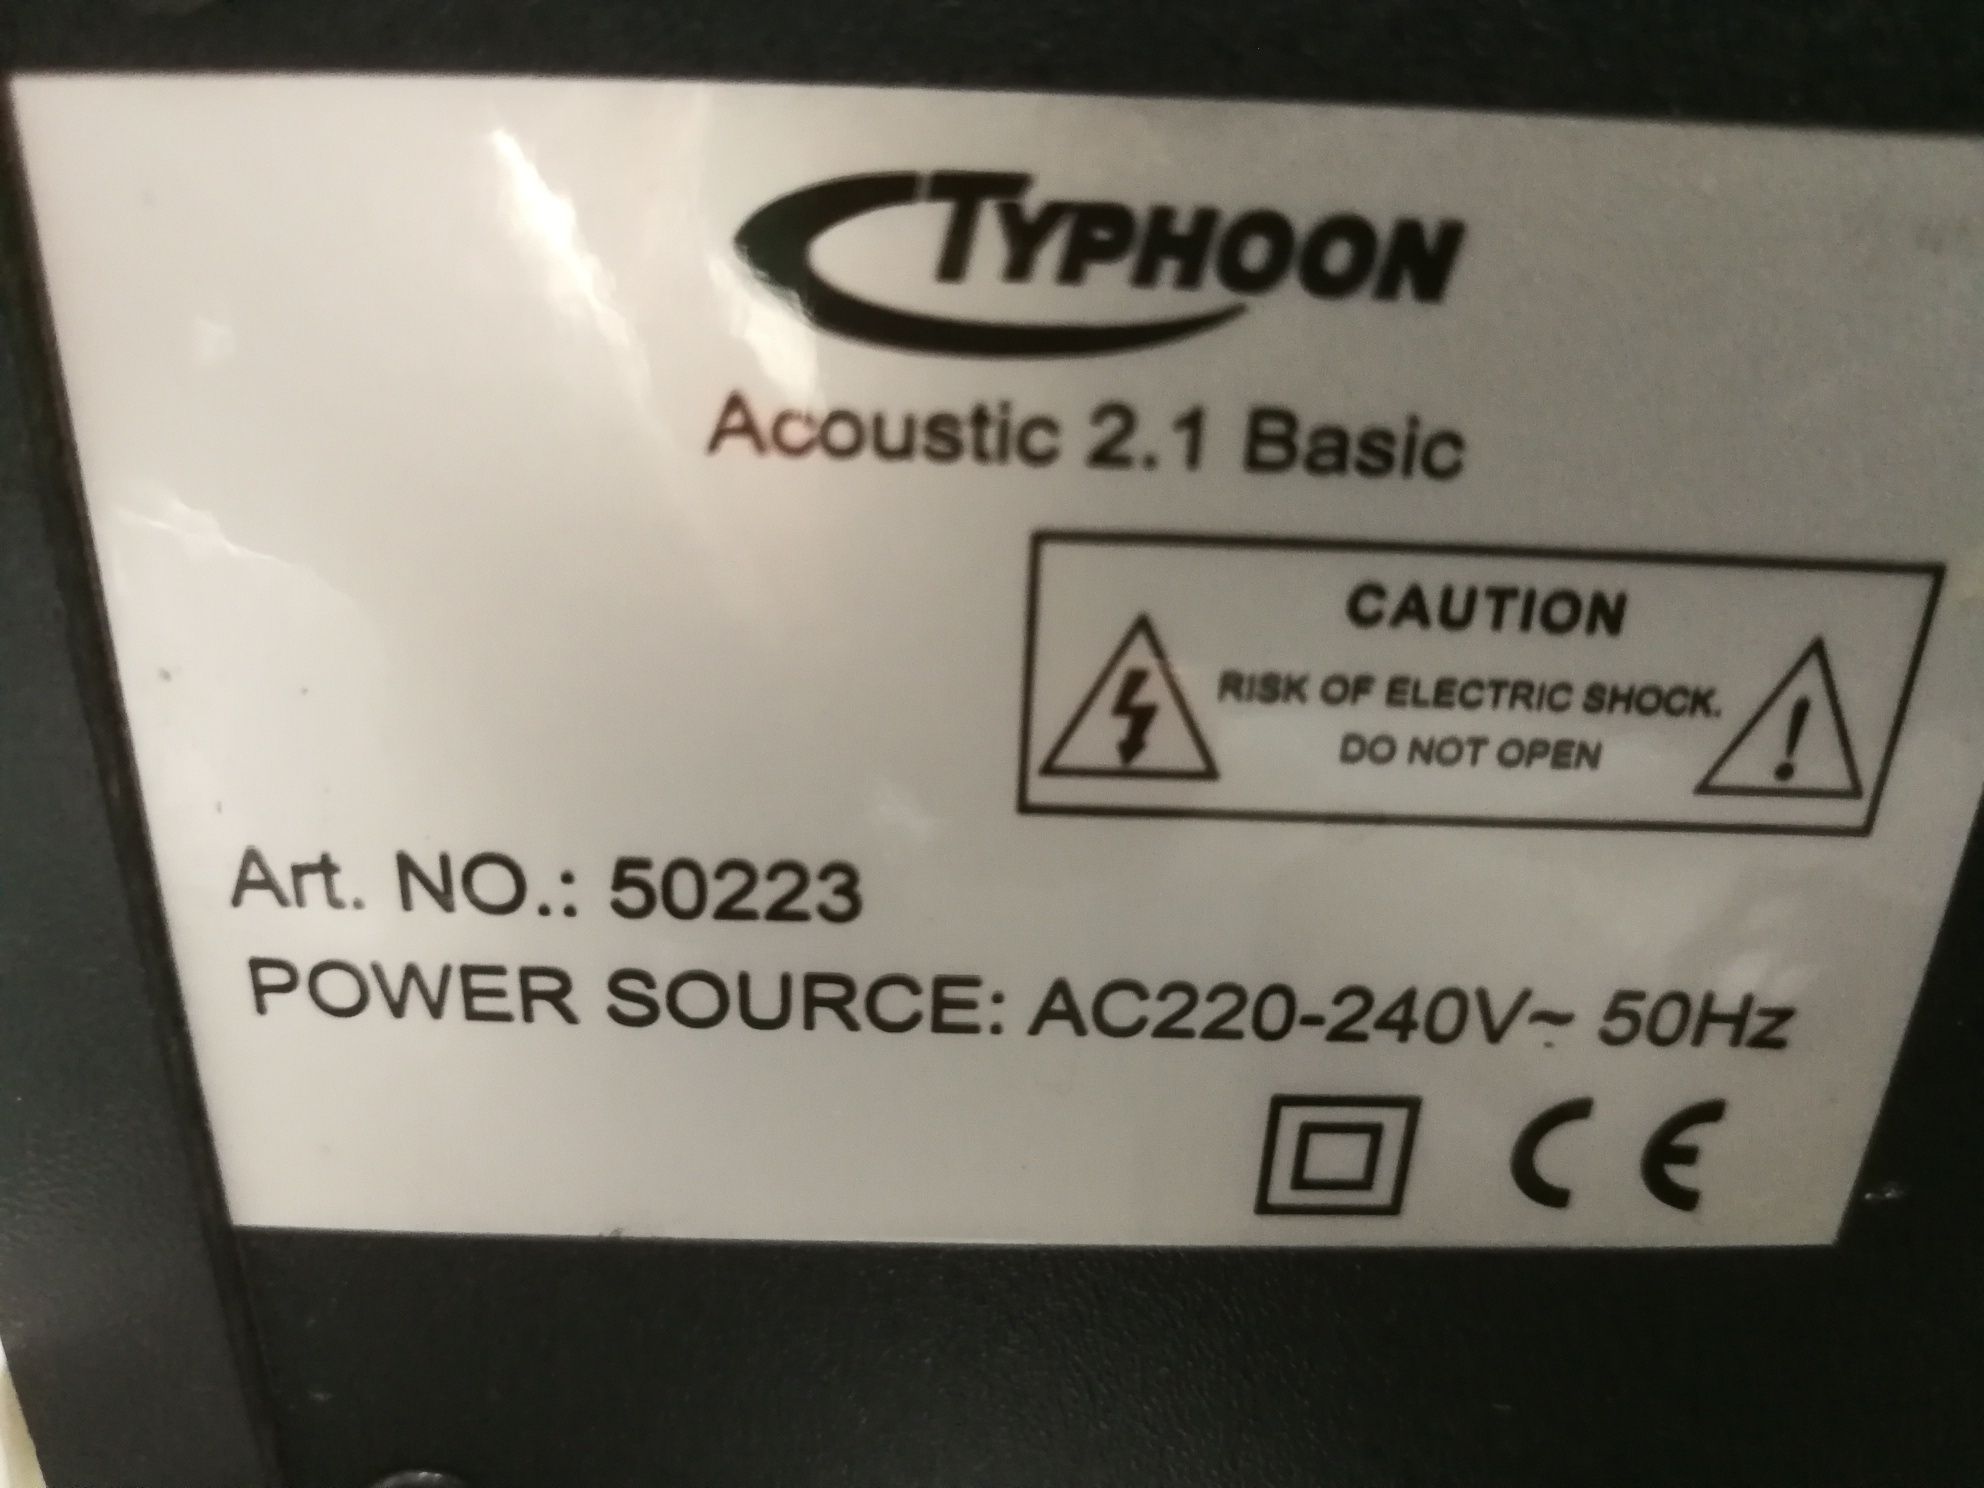 TYPHOON
Acoustic 2.1 Basic
CAUTION
RISK OF ELECTRIC SHOCK.
DO NOT OPEN
Art. NO.: 50223
POWER SOURCE: AC220-240V~ 50Hz
CE